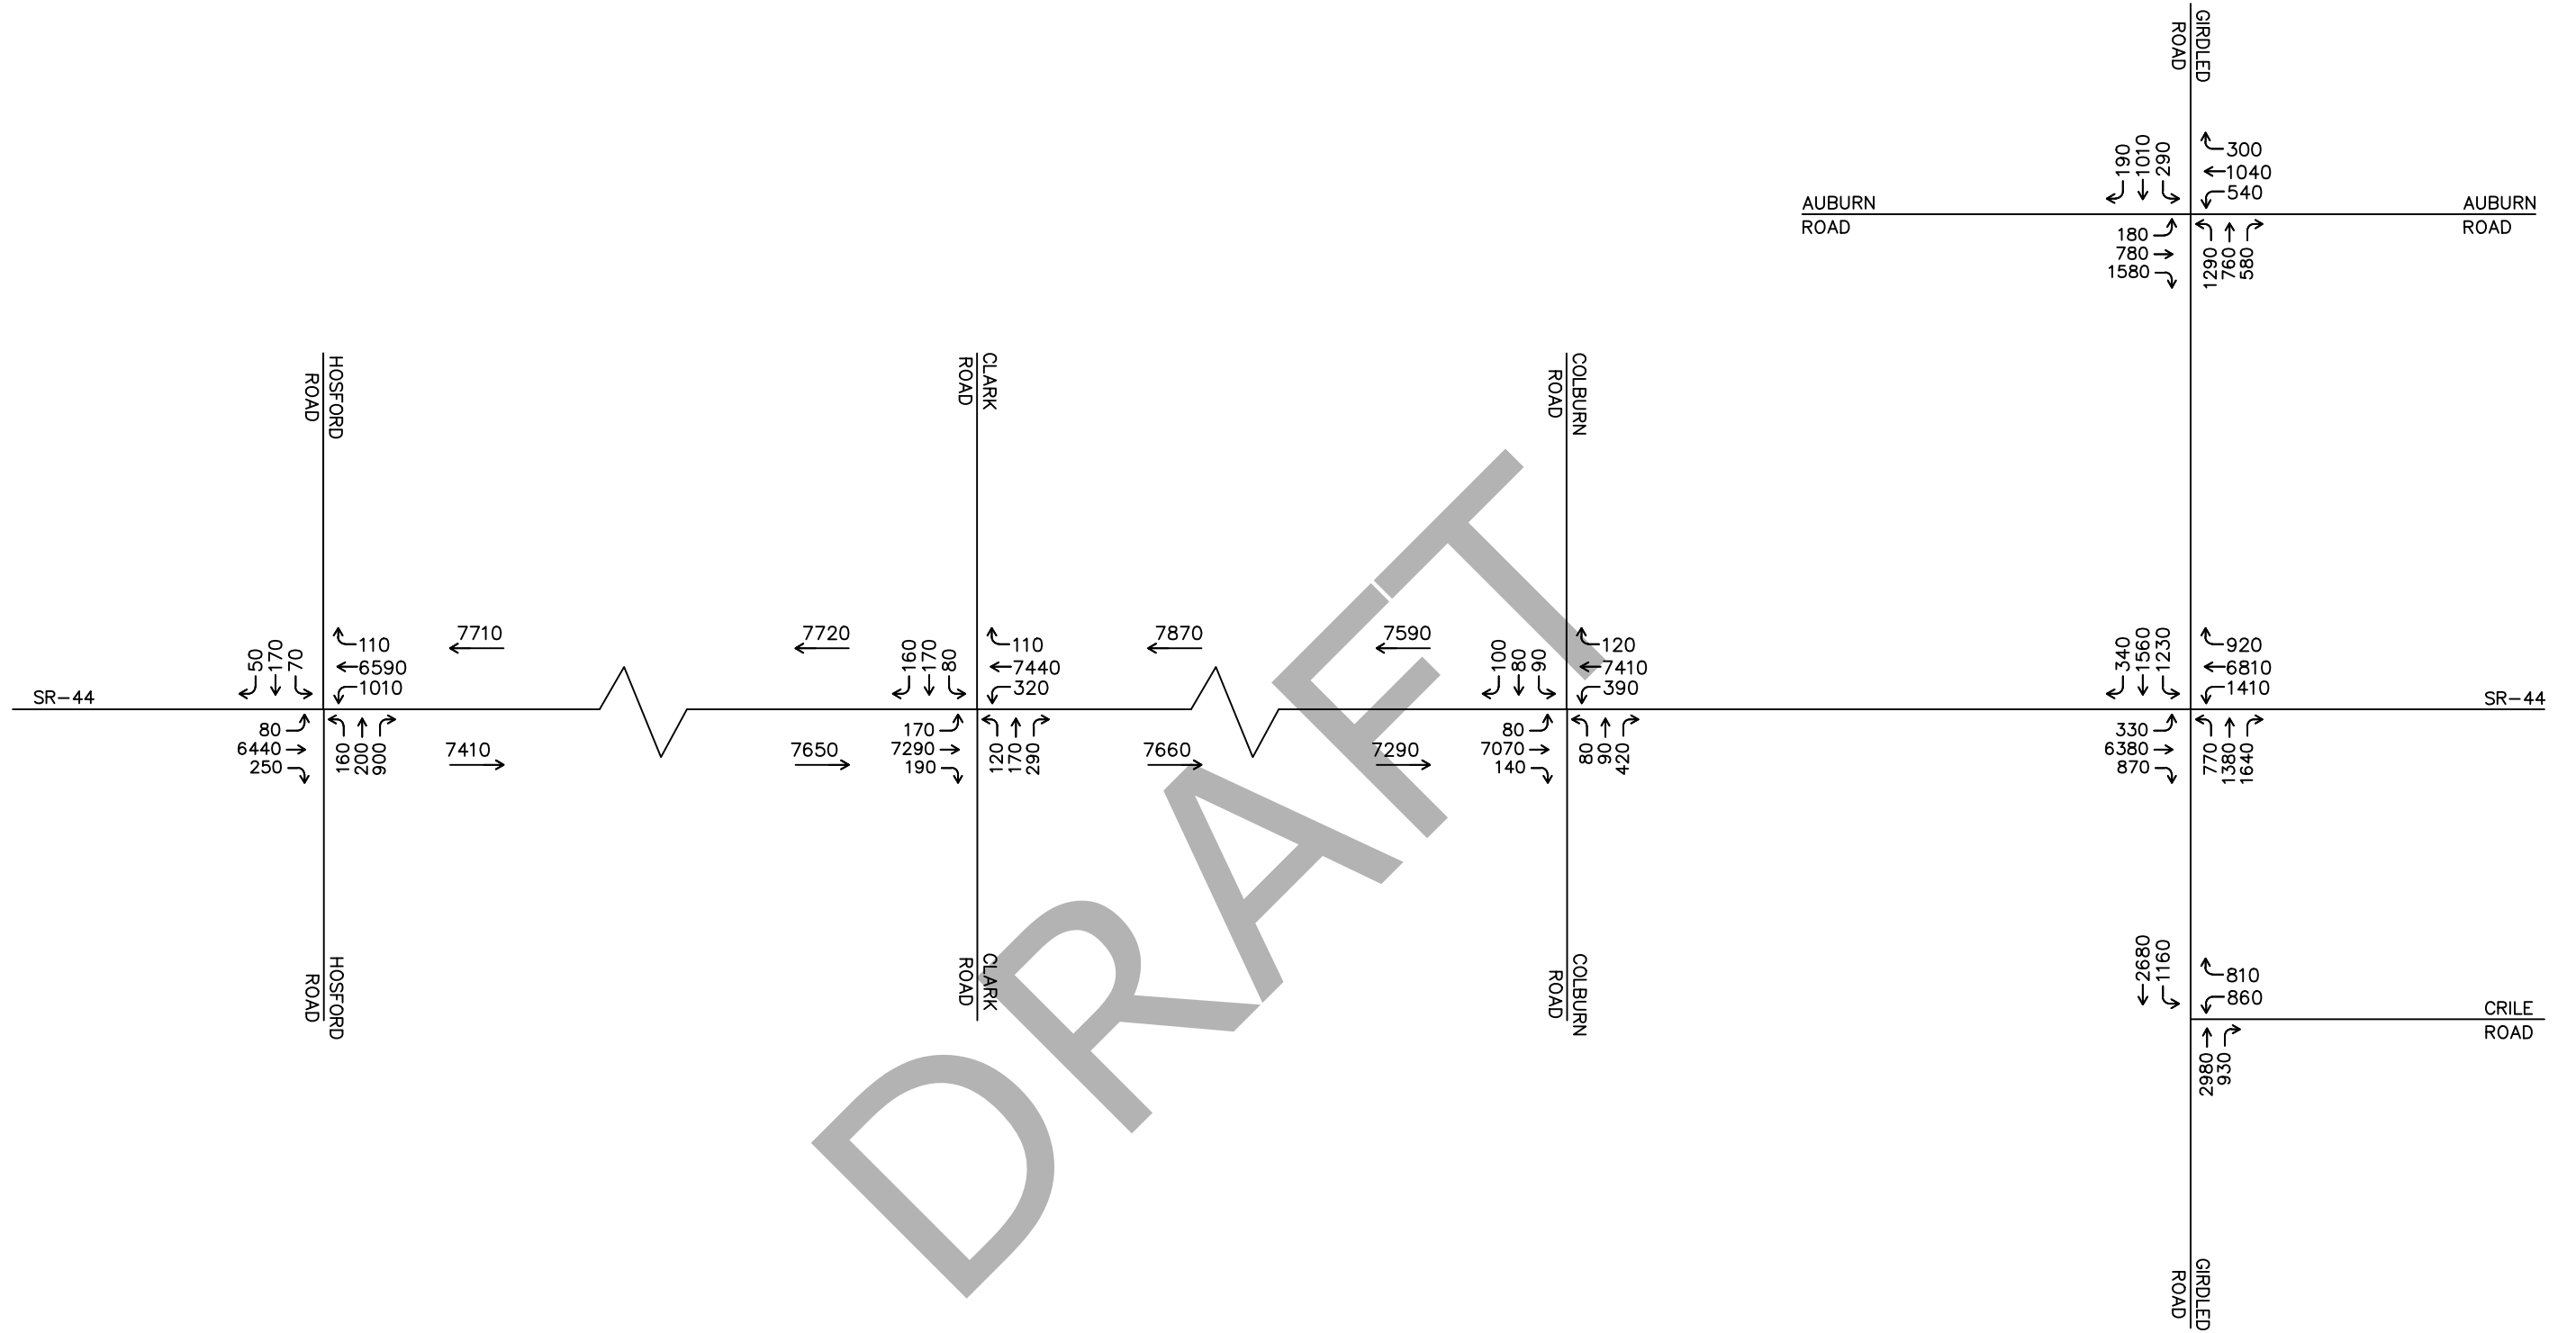 GIRDLED
ROAD
190
1010
290
300
1040
540
AUBURN
ROAD
AUBURN
ROAD
180
780
1580
1290
760
580
HOSFORD
ROAD
CLARK
ROAD
COLBURN
ROAD
50
170
70
110
6590
1010
7710
7720
160
170
80
110
7440
320
7870
7590
100
80
90
120
7410
390
340
1560
1230
920
6810
1410
SR-44
SR-44
80
6440
250
160
200
900
7410
7650
170
7290
190
120
170
290
7660
7290
80
7070
140
80
90
420
330
6380
870
770
1380
1640
HOSFORD
ROAD
CLARK
ROAD
COLBURN
ROAD
2680
1160
810
860
CRILE
ROAD
2980
930
GIRDLED
ROAD
DRAFT